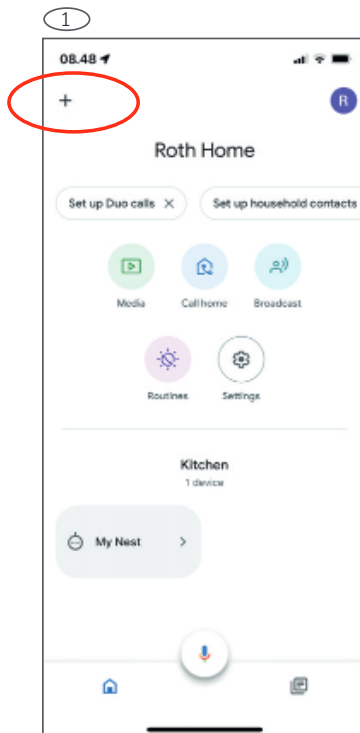 1
08.48
+
R
Roth Home
Set up Duo calls X
Set up household contacts
Media
Call home
Broadcast
Routines
Settings
Kitchen
1 device
My Nest >